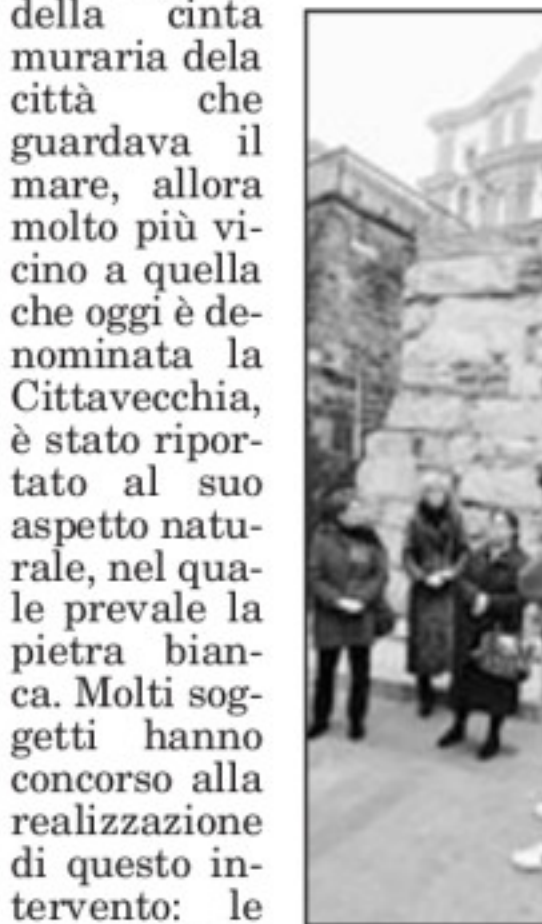 della cinta
muraria dela
città che
guardava il
mare, allora
molto più vi-
cino a quella
che oggi è de-
nominata la
Cittavecchia,
è stato ripor-
tato al suo
aspetto natu-
rale, nel qua-
le prevale la
pietra bian-
ca. Molti sog-
getti hanno
concorso alla
realizzazione
di questo in-
tervento: le